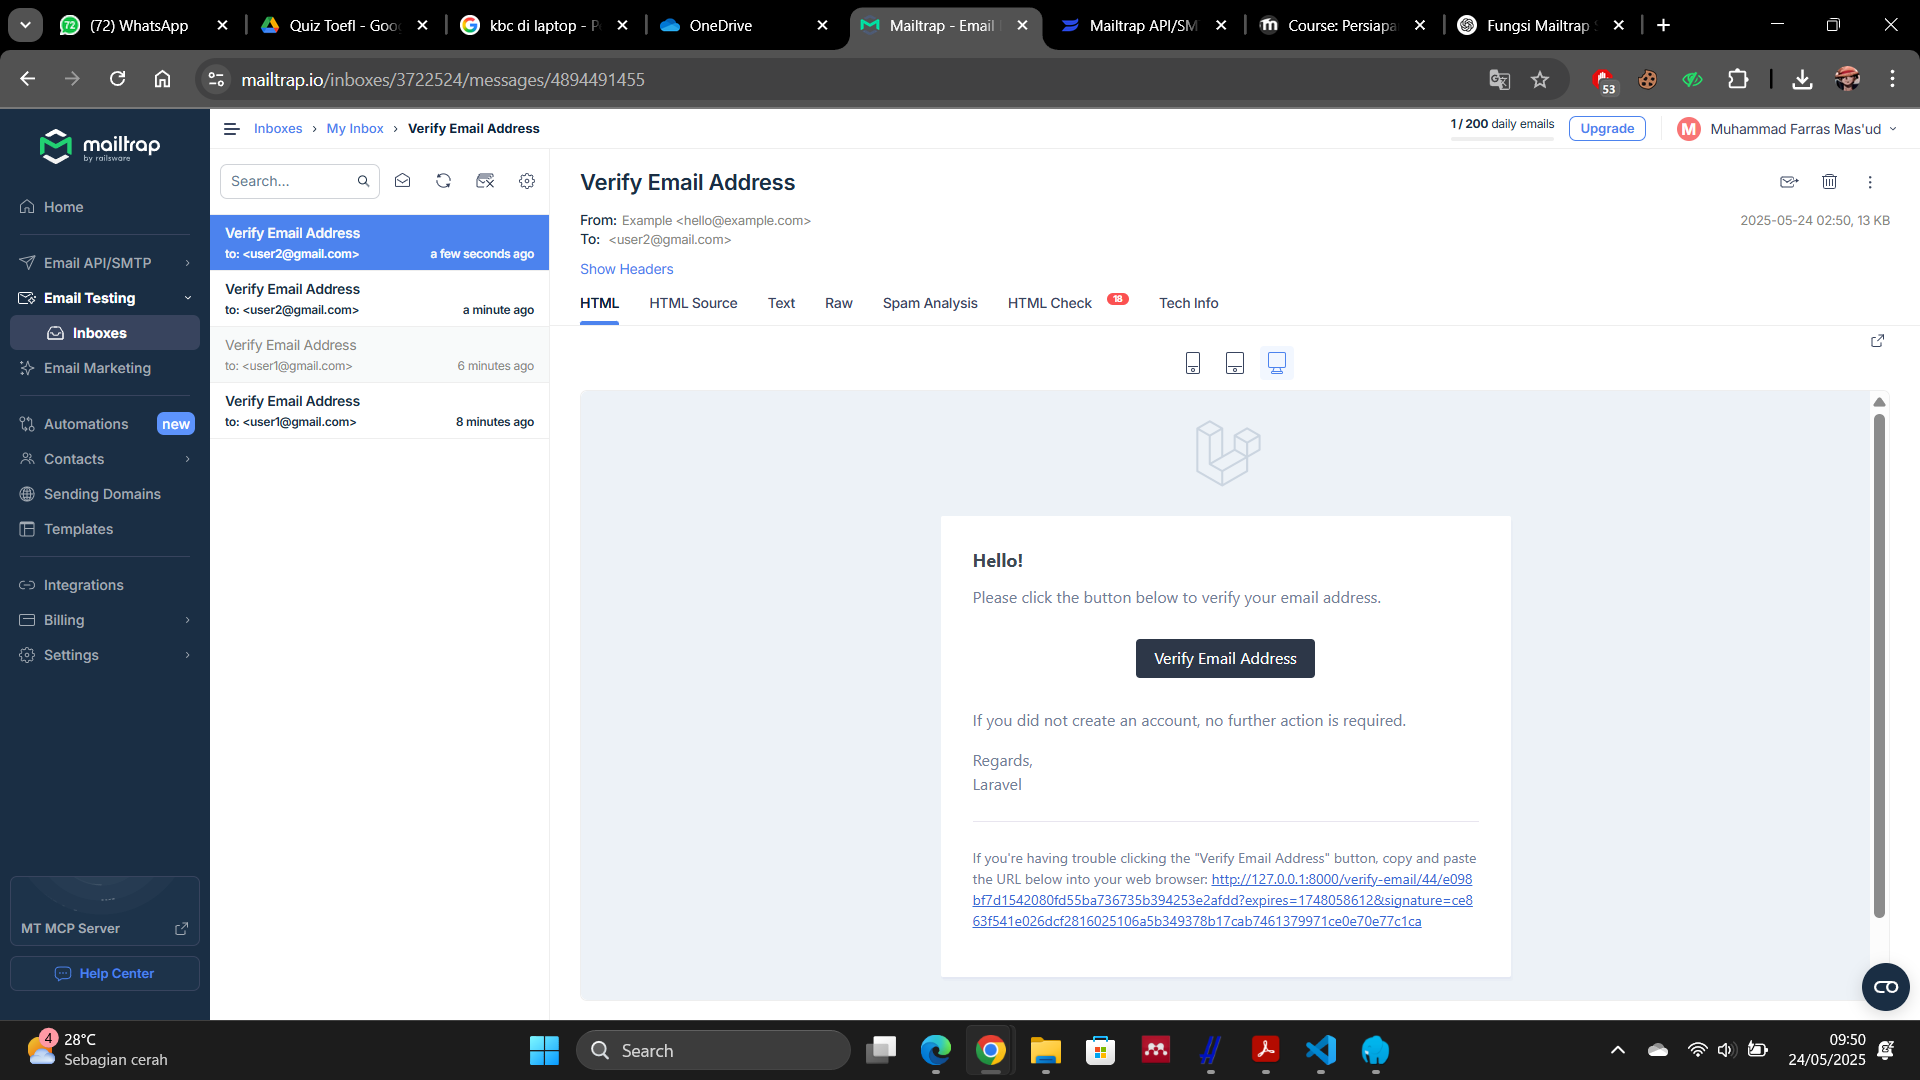 (72) WhatsApp
Quiz Toefl - Goo
kbc di laptop - P
OneDrive
Mailtrap - Email
Mailtrap API/SM
Course: Persiapa
Fungsi Mailtrap
mailtrap.io/inboxes/3722524/messages/4894491455
53
mailtrap
by railsware
Inboxes › My Inbox › Verify Email Address
1 / 200 daily emails
Upgrade
M
Muhammad Farras Mas'ud
Home
Email API/SMTP
Email Testing
Inboxes
Email Marketing
Automations
new
Contacts
Sending Domains
Templates
Integrations
Billing
Settings
MT MCP Server
Help Center
Search...
Verify Email Address
to: <user2@gmail.com> a few seconds ago
Verify Email Address
to: <user2@gmail.com> a minute ago
Verify Email Address
to: <user1@gmail.com> 6 minutes ago
Verify Email Address
to: <user1@gmail.com> 8 minutes ago
Verify Email Address
From: Example <hello@example.com>
2025-05-24 02:50, 13 KB
To: <user2@gmail.com>
Show Headers
HTML
HTML Source
Text
Raw
Spam Analysis
HTML Check
18
Tech Info
Hello!
Please click the button below to verify your email address.
Verify Email Address
If you did not create an account, no further action is required.
Regards,
Laravel
If you're having trouble clicking the "Verify Email Address" button, copy and paste
the URL below into your web browser: http://127.0.0.1:8000/verify-email/44/e098
bf7d1542080fd55ba736735b394253e2afdd?expires=1748058612&signature=ce8
63f541e026dcf2816025106a5b349378b17cab7461379971ce0e70e77c1ca
4
28°C
Sebagian cerah
Search
09:50
24/05/2025